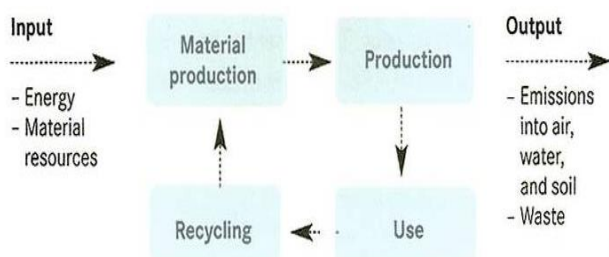 Input
– Energy
– Material
resources
Material
production
Production
Recycling
Use
Output
– Emissions
into air,
water,
and soil
– Waste